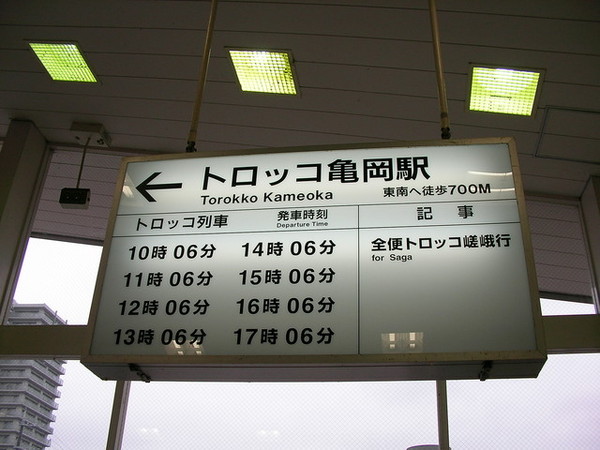 ← トロッコ亀岡駅
Torokko Kameoka 東南へ徒歩700M
トロッコ列車 発車時刻 記事
Departure Time
10時06分 14時06分 全便トロッコ嵯峨行
for Saga
11時06分 15時06分
12時06分 16時06分
13時06分 17時06分